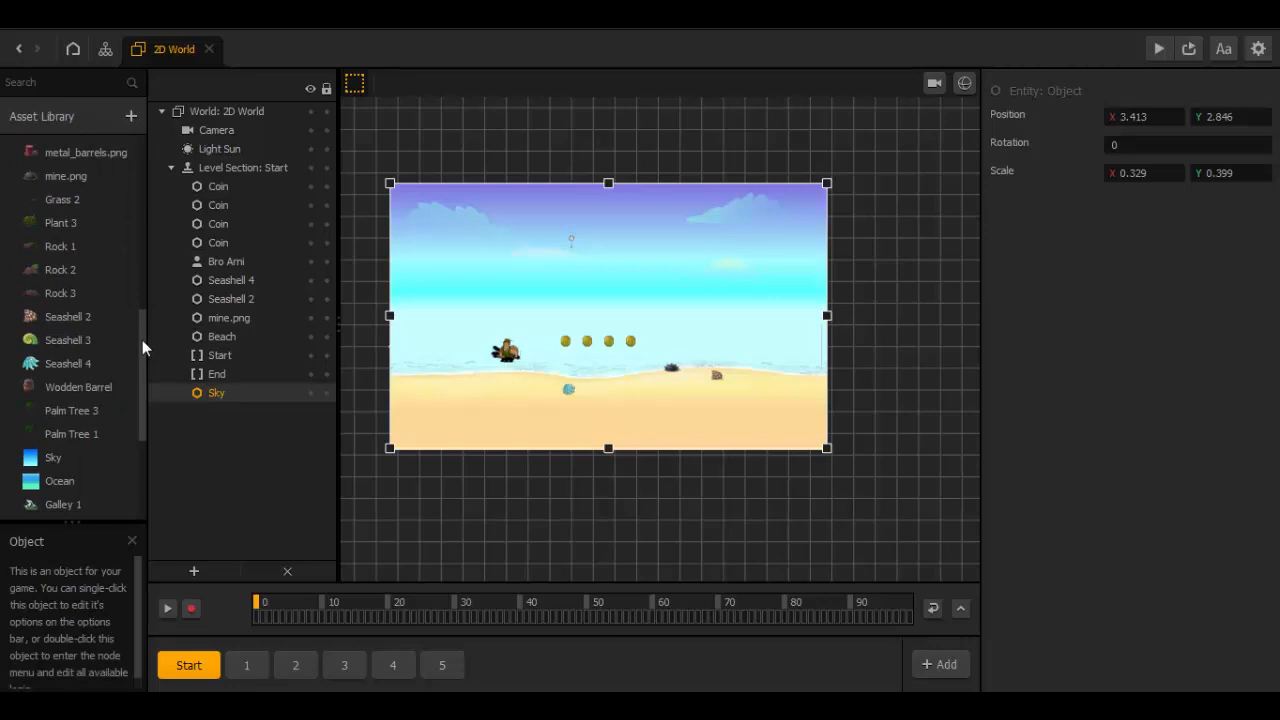 2D World
Aa
Search
Asset Library
metal_barrels.png
mine.png
Grass 2
Plant 3
Rock 1
Rock 2
Rock 3
Seashell 2
Seashell 3
Seashell 4
Wodden Barrel
Palm Tree 3
Palm Tree 1
Sky
Ocean
Galley 1
Object
This is an object for your
game. You can single-click
this object to edit it's
options on the options
bar, or double-click this
object to enter the node
menu and edit all available
World: 2D World
Camera
Light Sun
Level Section: Start
Coin
Coin
Coin
Coin
Bro Arni
Seashell 4
Seashell 2
mine.png
Beach
Start
End
Sky
0 10 20 30 40 50 60 70 80 90
Start 1 2 3 4 5
+ Add
Entity: Object
Position X 3.413 Y 2.846
Rotation 0
Scale X 0.329 Y 0.399